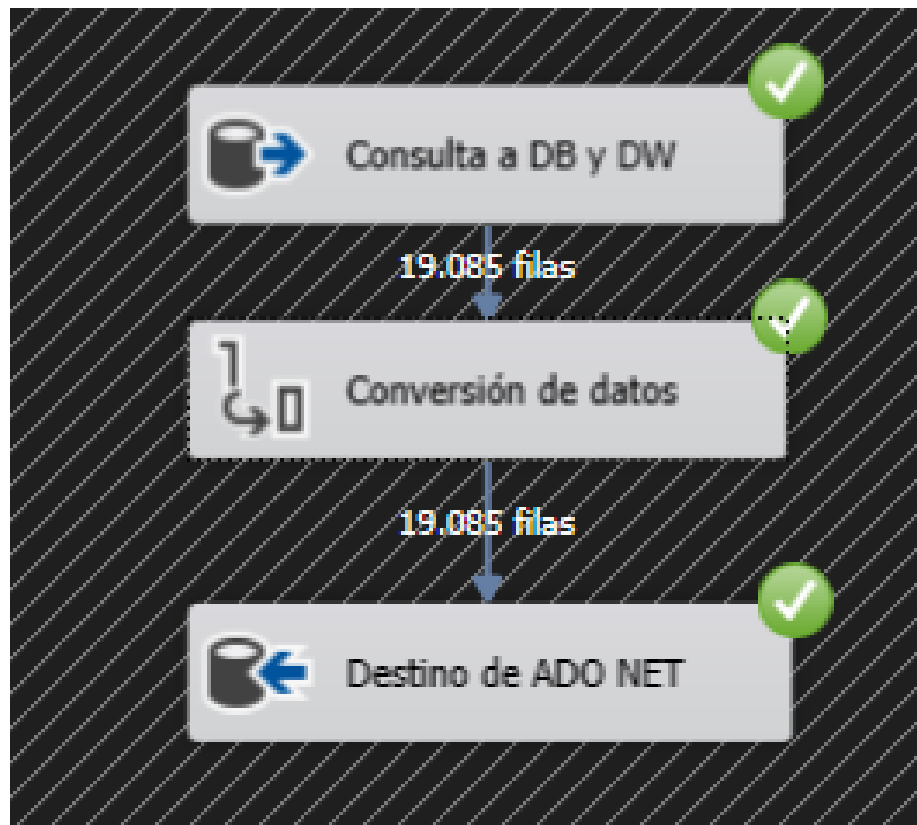 Consulta a DB y DW
19.085 filas
Conversión de datos
19.085 filas
Destino de ADO NET